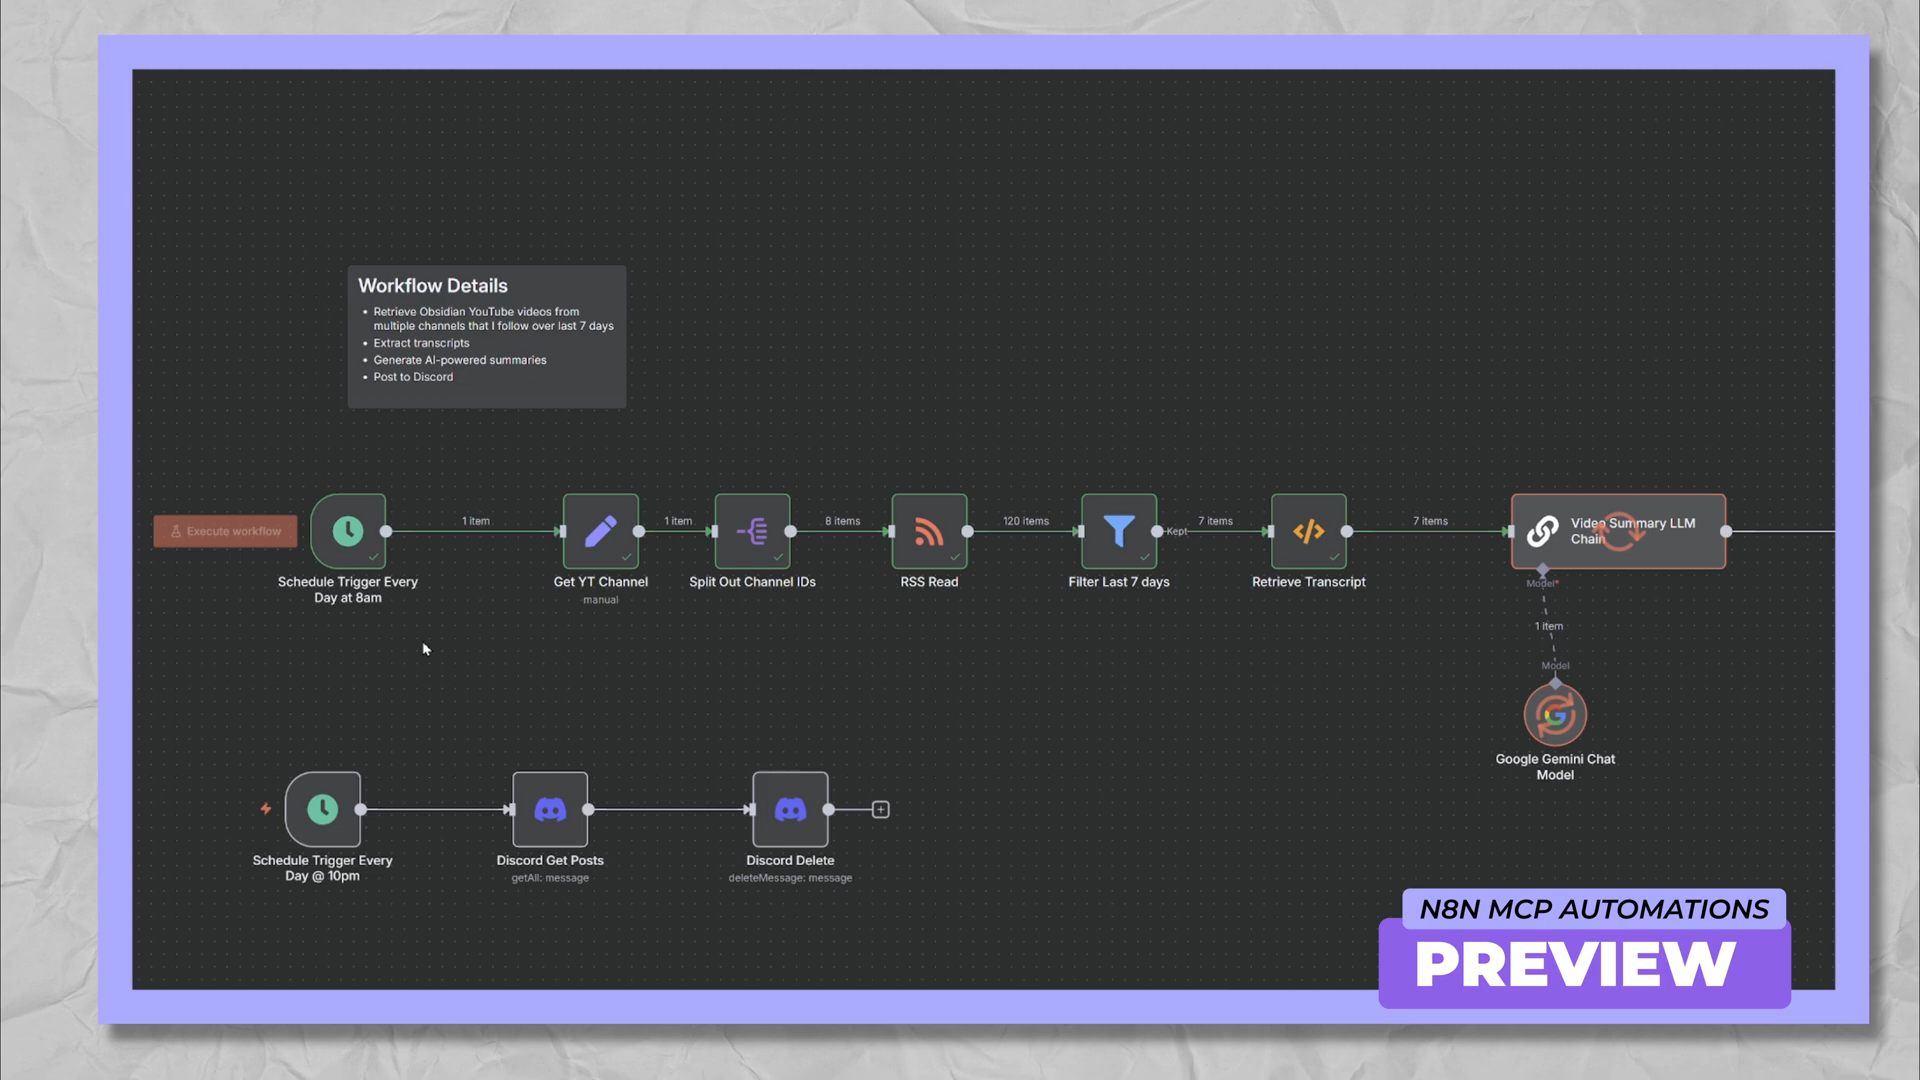 Workflow Details
• Retrieve Obsidian YouTube videos from
multiple channels that I follow over last 7 days
• Extract transcripts
• Generate AI-powered summaries
• Post to Discord
Execute workflow
1 item
1 item
8 items
120 items
Kept
7 items
7 items
Video Summary LLM
Chain
Schedule Trigger Every
Day at 8am
Get YT Channel
manual
Split Out Channel IDs
RSS Read
Filter Last 7 days
Retrieve Transcript
Model*
1 item
Model
Google Gemini Chat
Model
Schedule Trigger Every
Day @ 10pm
Discord Get Posts
getAll: message
Discord Delete
deleteMessage: message
N8N MCP AUTOMATIONS
PREVIEW